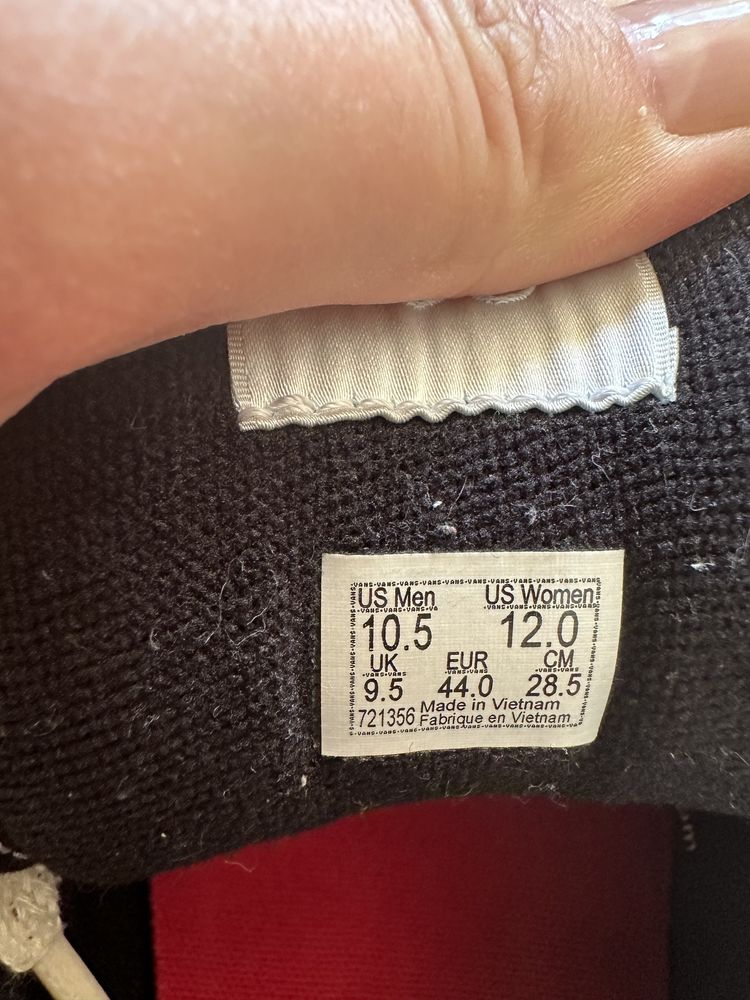 US Men US Women
10.5 12.0
UK EUR CM
9.5 44.0 28.5
721356 Made in Vietnam
Fabrique en Vietnam